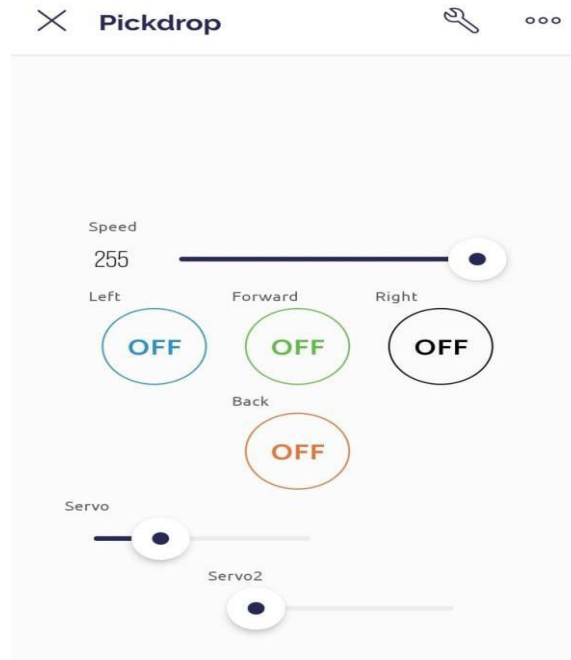 Pickdrop
Speed
255
Left Forward Right
OFF OFF OFF
Back
OFF
Servo
Servo2